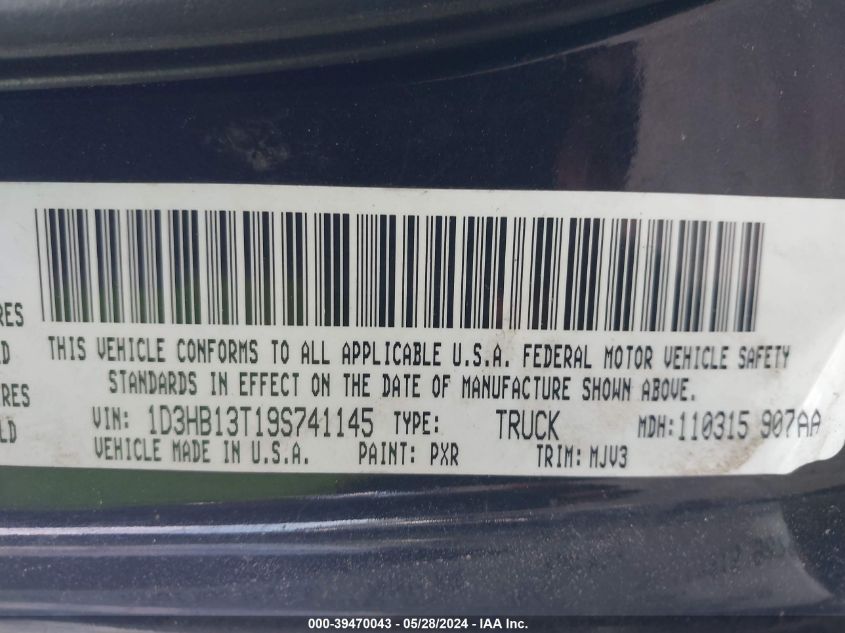 RES
D
THIS VEHICLE CONFORMS TO ALL APPLICABLE U.S.A. FEDERAL MOTOR VEHICLE SAFETY
STANDARDS IN EFFECT ON THE DATE OF MANUFACTURE SHOWN ABOVE.
RES
LD
VIN: 1D3HB13T19S741145 TYPE: TRUCK MDH: 110315 907AA
VEHICLE MADE IN U.S.A. PAINT: PXR TRIM: MJV3
000-39470043 - 05/28/2024 - IAA Inc.